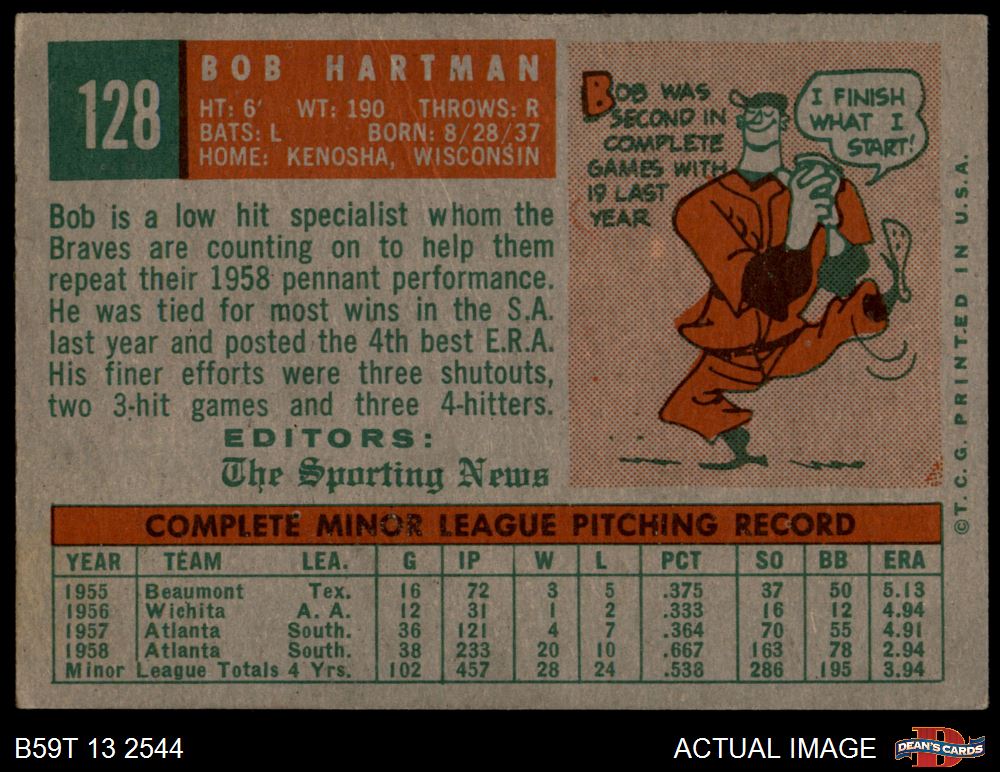 128
BOB HARTMAN
HT: 6' WT: 190 THROWS: R
BATS: L BORN: 8/28/37
HOME: KENOSHA, WISCONSIN
Bob is a low hit specialist whom the
Braves are counting on to help them
repeat their 1958 pennant performance.
He was tied for most wins in the S.A.
last year and posted the 4th best E.R.A.
His finer efforts were three shutouts,
two 3-hit games and three 4-hitters.
EDITORS:
The Sporting News
BOB WAS
SECOND IN
COMPLETE
GAMES WITH
19 LAST
YEAR
I FINISH
WHAT I
START!
©T.C.G. PRINTED IN U.S.A.
COMPLETE MINOR LEAGUE PITCHING RECORD
YEAR TEAM LEA. G IP W L PCT SO BB ERA
1955 Beaumont Tex. 16 72 3 5 .375 37 50 5.13
1956 Wichita A. A. 12 31 1 2 .333 16 12 4.94
1957 Atlanta South. 36 121 4 7 .364 70 55 4.91
1958 Atlanta South. 38 233 20 10 .667 163 78 2.94
Minor League Totals 4 Yrs. 102 457 28 24 .538 286 195 3.94
B59T 13 2544
ACTUAL IMAGE
DEAN'S CARDS